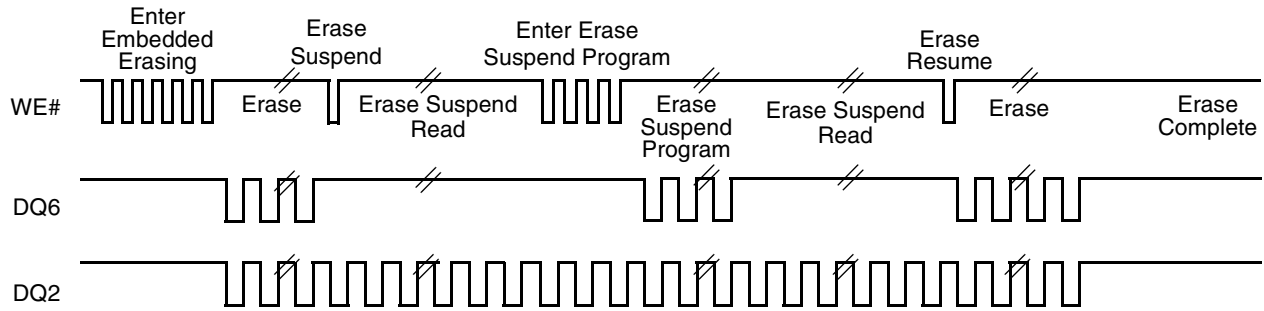 Enter
Embedded
Erasing
Erase
Suspend
Enter Erase
Suspend Program
Erase
Resume
WE#
Erase
Erase Suspend
Read
Erase
Suspend
Program
Erase Suspend
Read
Erase
Erase
Complete
DQ6
DQ2